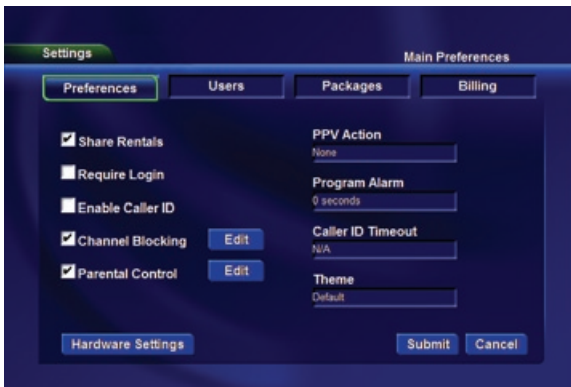 Settings
Main Preferences
Preferences Users Packages Billing
Share Rentals
Require Login
Enable Caller ID
Channel Blocking Edit
Parental Control Edit
PPV Action
None
Program Alarm
0 seconds
Caller ID Timeout
N/A
Theme
Default
Hardware Settings Submit Cancel